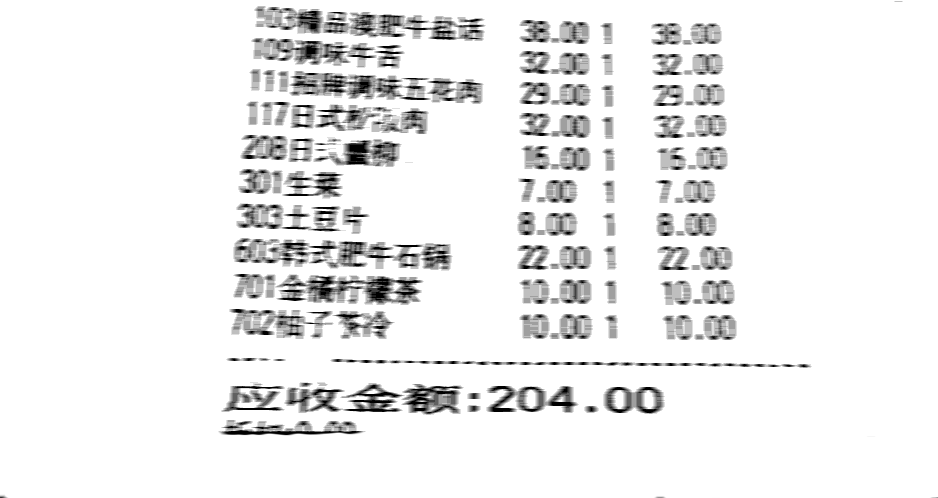 103精品澳肥牛盐话 38.00 1 38.00
109调味牛舌 32.00 1 32.00
111招牌调味五花肉 29.00 1 29.00
117日式 肉 32.00 1 32.00
208日式 16.00 1 16.00
301生菜 7.00 1 7.00
303土豆片 8.00 1 8.00
603韩式肥牛石锅 22.00 1 22.00
701金橘柠檬茶 10.00 1 10.00
702柚子茶冷 10.00 1 10.00
应收金额:204.00
折扣:0.00